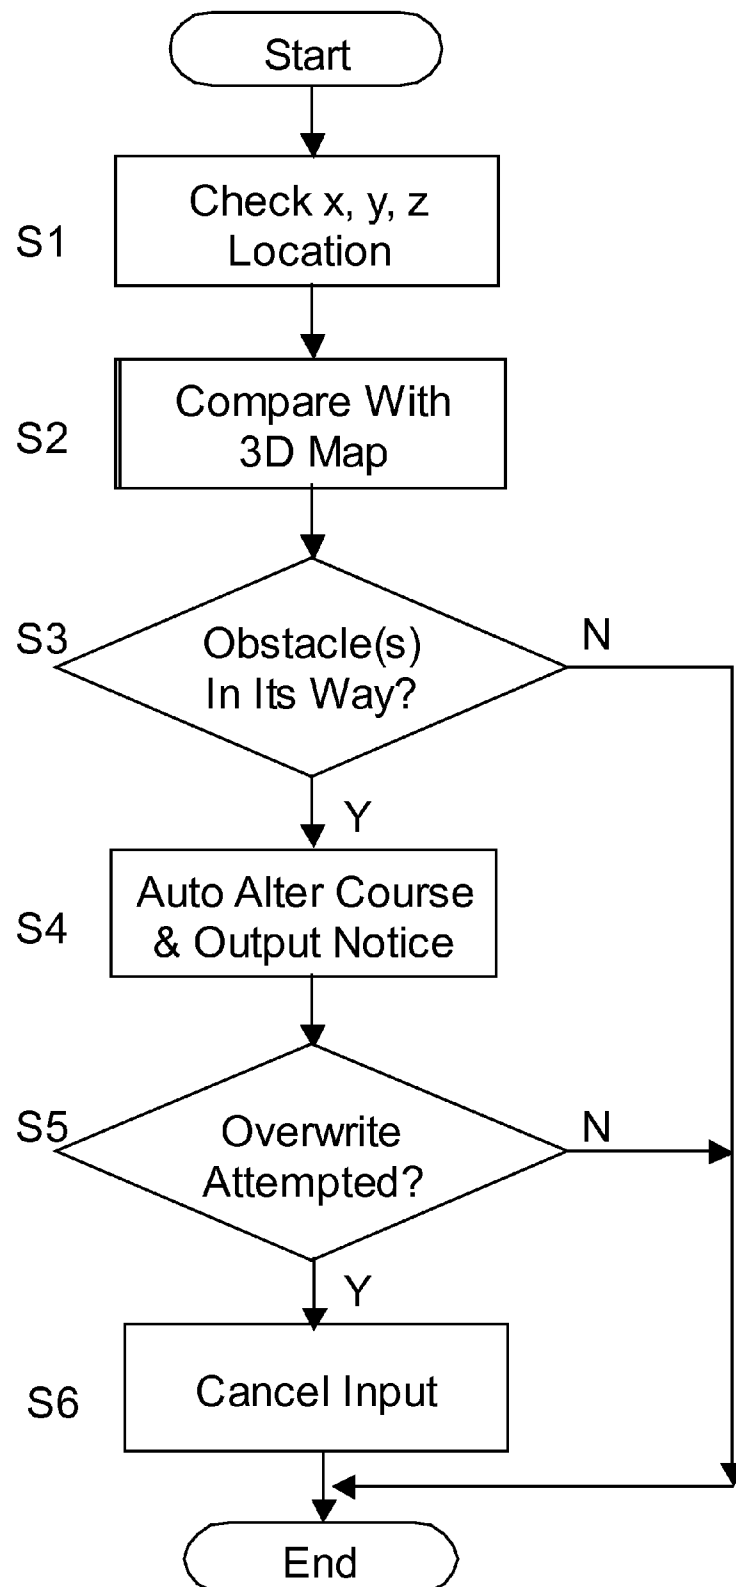 Start
S1
Check x, y, z
Location
S2
Compare With
3D Map
S3
Obstacle(s)
In Its Way?
N
Y
S4
Auto Alter Course
& Output Notice
S5
Overwrite
Attempted?
N
Y
S6
Cancel Input
End